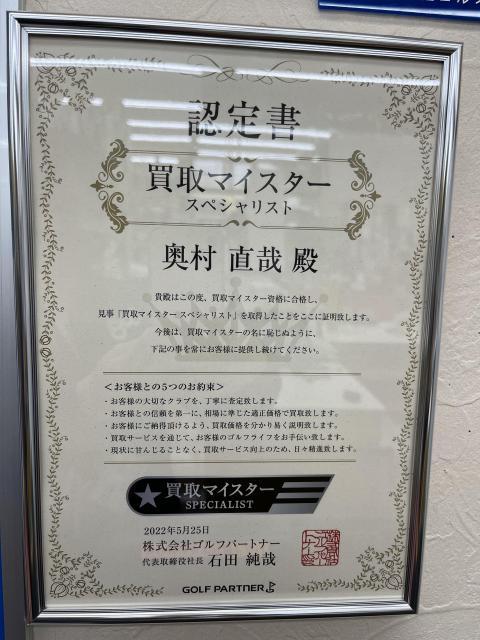 認定書
買取マイスター
スペシャリスト
奥村 直哉 殿
貴殿はこの度、買取マイスター資格に合格し、
見事「買取マイスター スペシャリスト」を取得したことをここに証明致します。
今後は、買取マイスターの名に恥じぬように、
下記の事を常にお客様に提供し続けてください。
＜お客様との5つのお約束＞
・お客様の大切なクラブを、丁寧に査定致します。
・お客様との信頼を第一に、相場に準じた適正価格で買取致します。
・お客様にご納得頂けるよう、買取価格を分かり易く説明致します。
・買取サービスを通じて、お客様のゴルフライフをお手伝い致します。
・現状に甘んじることなく、買取サービス向上のため、日々精進致します。
買取マイスター
SPECIALIST
2022年5月25日
株式会社ゴルフパートナー
代表取締役社長 石田 純哉
GOLF PARTNER